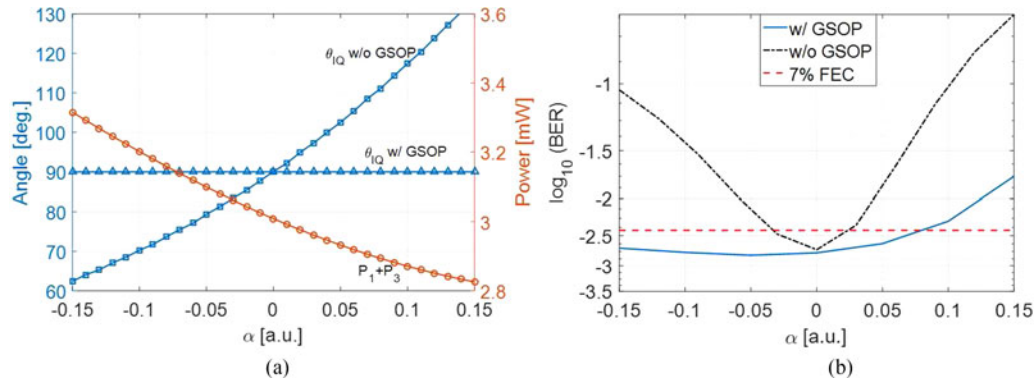 (a)
130
120
110
100
90
80
70
60
Angle [deg.]
θIQ w/o GSOP
θIQ w/ GSOP
P1+P3
3.6
3.4
3.2
3
2.8
Power [mW]
-0.15 -0.1 -0.05 0 0.05 0.1 0.15
α [a.u.]
(a)
w/ GSOP
w/o GSOP
7% FEC
-1
-1.5
-2
-2.5
-3
-3.5
log10 (BER)
-0.15 -0.1 -0.05 0 0.05 0.1 0.15
α [a.u.]
(b)
(b)